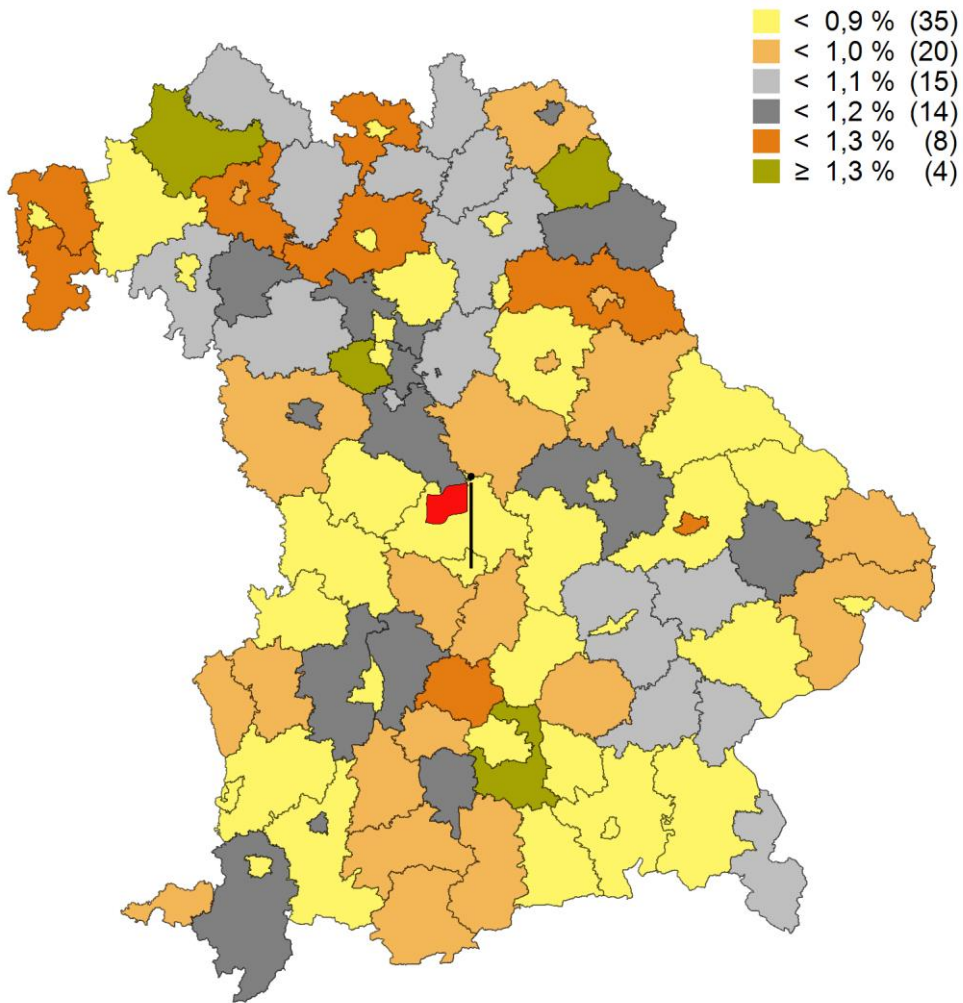 < 0,9 % (35)
< 1,0 % (20)
< 1,1 % (15)
< 1,2 % (14)
< 1,3 % (8)
≥ 1,3 % (4)